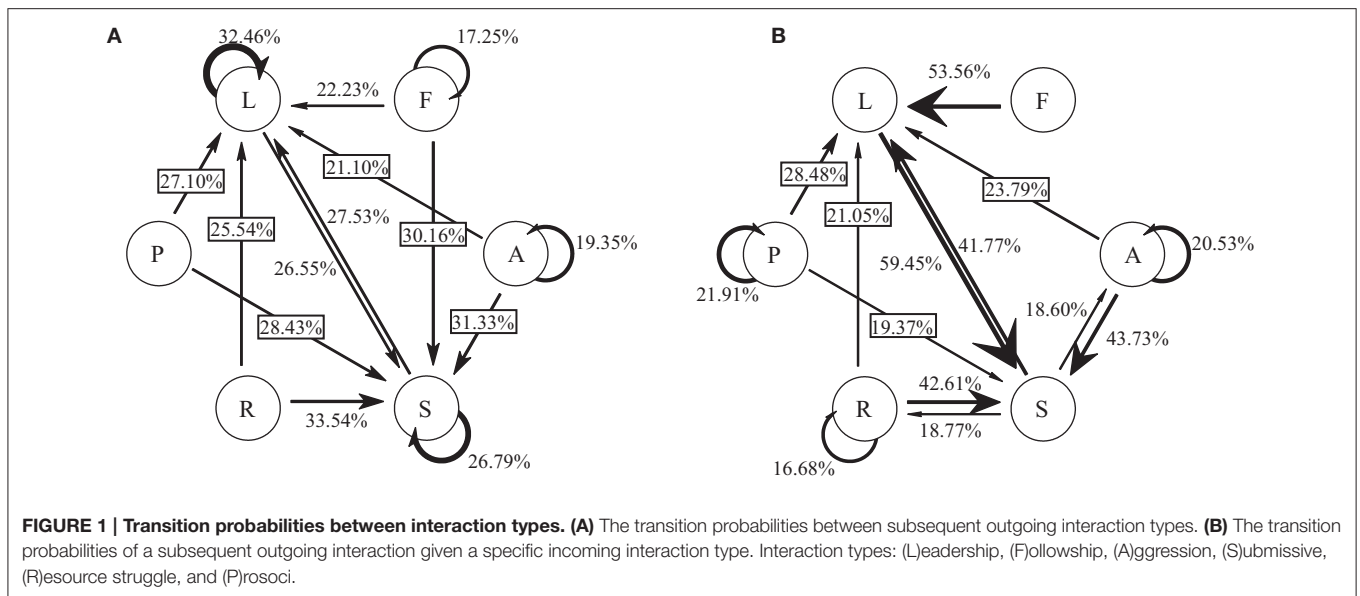 A
B
32.46%
17.25%
53.56%
L
22.23%
F
L
F
21.10%
27.10%
28.48%
23.79%
27.53%
21.05%
25.54%
30.16%
P
A
19.35%
P
41.77%
A
20.53%
26.55%
59.45%
21.91%
18.60%
31.33%
28.43%
19.37%
43.73%
42.61%
R
S
R
S
33.54%
18.77%
26.79%
16.68%
FIGURE 1 | Transition probabilities between interaction types. (A) The transition probabilities between subsequent outgoing interaction types. (B) The transition
probabilities of a subsequent outgoing interaction given a specific incoming interaction type. Interaction types: (L)eadership, (F)ollowship, (A)ggression, (S)ubmissive,
(R)esource struggle, and (P)rosoci.